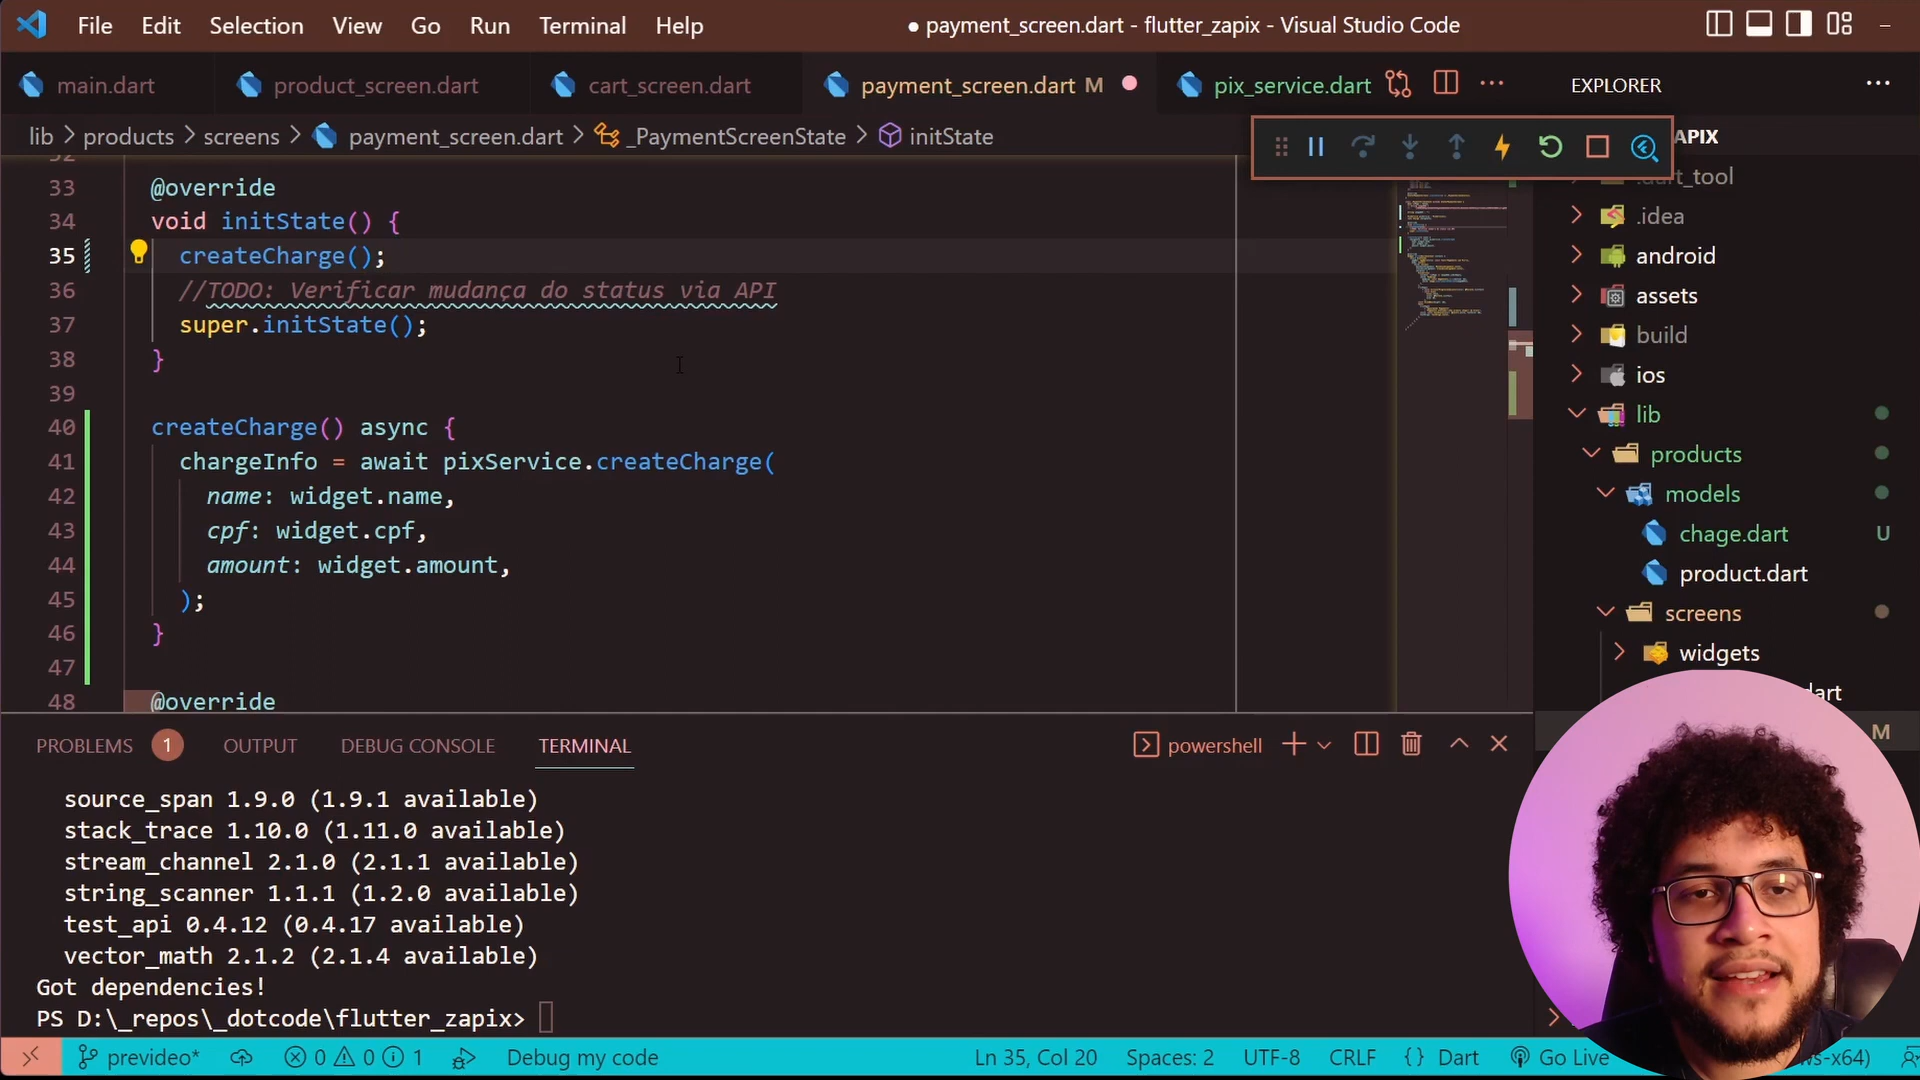 File Edit Selection View Go Run Terminal Help
● payment_screen.dart - flutter_zapix - Visual Studio Code
main.dart product_screen.dart cart_screen.dart payment_screen.dart M pix_service.dart
EXPLORER
lib > products > screens > payment_screen.dart > _PaymentScreenState > initState
33 @override
34 void initState() {
35 createCharge();
36 //TODO: Verificar mudança do status via API
37 super.initState();
38 }
39
40 createCharge() async {
41 chargeInfo = await pixService.createCharge(
42 name: widget.name,
43 cpf: widget.cpf,
44 amount: widget.amount,
45 );
46 }
47
48 @override
APIX
.dart_tool
.idea
android
assets
build
ios
lib
products
models
chage.dart U
product.dart
screens
widgets
M
PROBLEMS 1 OUTPUT DEBUG CONSOLE TERMINAL
powershell
source_span 1.9.0 (1.9.1 available)
stack_trace 1.10.0 (1.11.0 available)
stream_channel 2.1.0 (2.1.1 available)
string_scanner 1.1.1 (1.2.0 available)
test_api 0.4.12 (0.4.17 available)
vector_math 2.1.2 (2.1.4 available)
Got dependencies!
PS D:\_repos\_dotcode\flutter_zapix>
prevideo* 0 0 1 Debug my code
Ln 35, Col 20 Spaces: 2 UTF-8 CRLF {} Dart Go Live